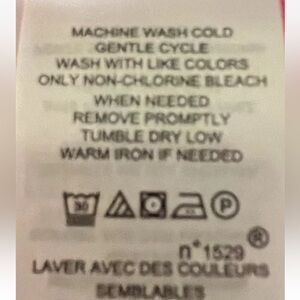 MACHINE WASH COLD
GENTLE CYCLE
WASH WITH LIKE COLORS
ONLY NON-CHLORINE BLEACH
WHEN NEEDED
REMOVE PROMPTLY
TUMBLE DRY LOW
WARM IRON IF NEEDED
30 P
n°1529 ®
LAVER AVEC DES COULEURS
SEMBLABLES